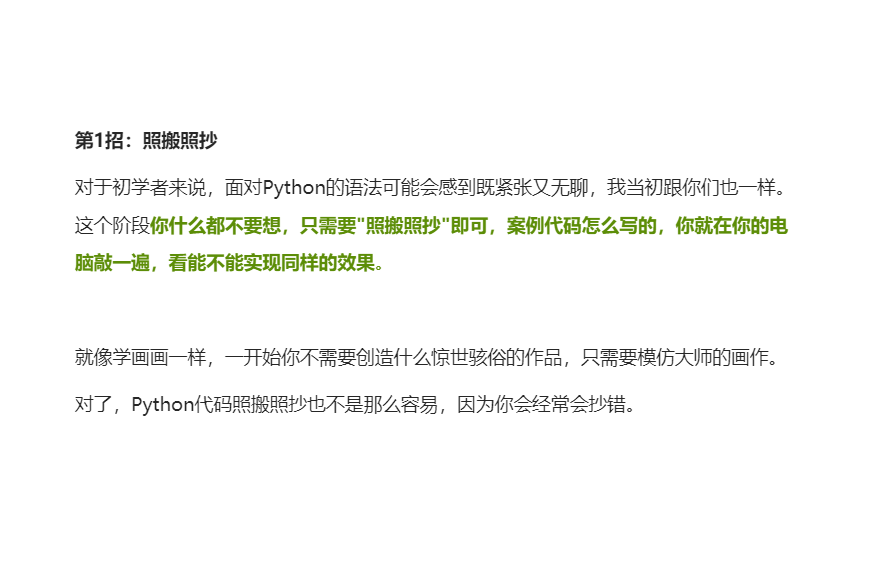 第1招：照搬照抄
对于初学者来说，面对Python的语法可能会感到既紧张又无聊，我当初跟你们也一样。
这个阶段你什么都不要想，只需要"照搬照抄"即可，案例代码怎么写的，你就在你的电
脑敲一遍，看能不能实现同样的效果。
就像学画画一样，一开始你不需要创造什么惊世骇俗的作品，只需要模仿大师的画作。
对了，Python代码照搬照抄也不是那么容易，因为你会经常会抄错。